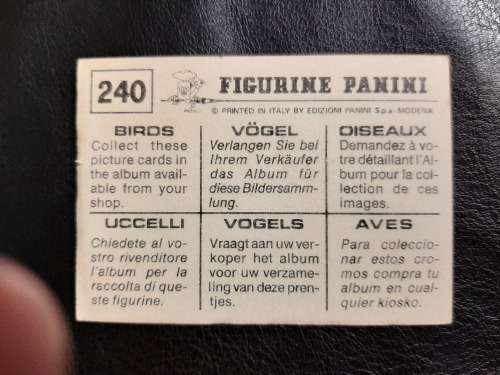 240
FIGURINE PANINI
© PRINTED IN ITALY BY EDIZIONI PANINI S.p.a. - MODENA
BIRDS
Collect these
picture cards in
the album avail-
able from your
shop.
VÖGEL
Verlangen Sie bei
Ihrem Verkäufer
das Album für
diese Bildersamm-
lung.
OISEAUX
Demandez à vo-
tre détaillant l'Al-
bum pour la col-
lection de ces
images.
UCCELLI
Chiedete al vo-
stro rivenditore
l'album per la
raccolta di que-
ste figurine.
VOGELS
Vraagt aan uw ver-
koper het album
voor uw verzame-
ling van deze pren-
tjes.
AVES
Para coleccio-
nar estos cro-
mos compra tu
album en cual-
quier kiosko.